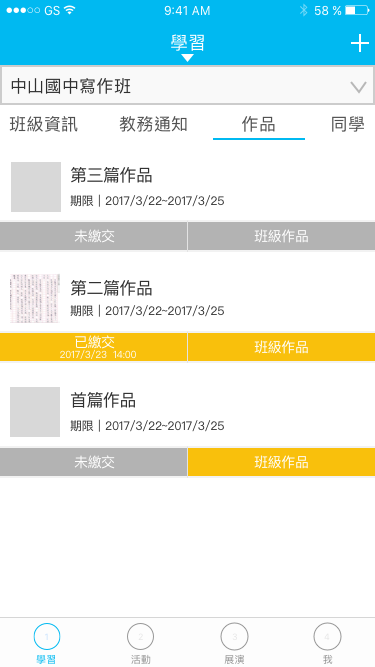 GS 9:41 AM 58 %
學習
中山國中寫作班
班級資訊 教務通知 作品 同學
第三篇作品
期限 | 2017/3/22~2017/3/25
未繳交 班級作品
第二篇作品
期限 | 2017/3/22~2017/3/25
已繳交 班級作品
2017/3/23 14:00
首篇作品
期限 | 2017/3/22~2017/3/25
未繳交 班級作品
1 2 3 4
學習 活動 展演 我